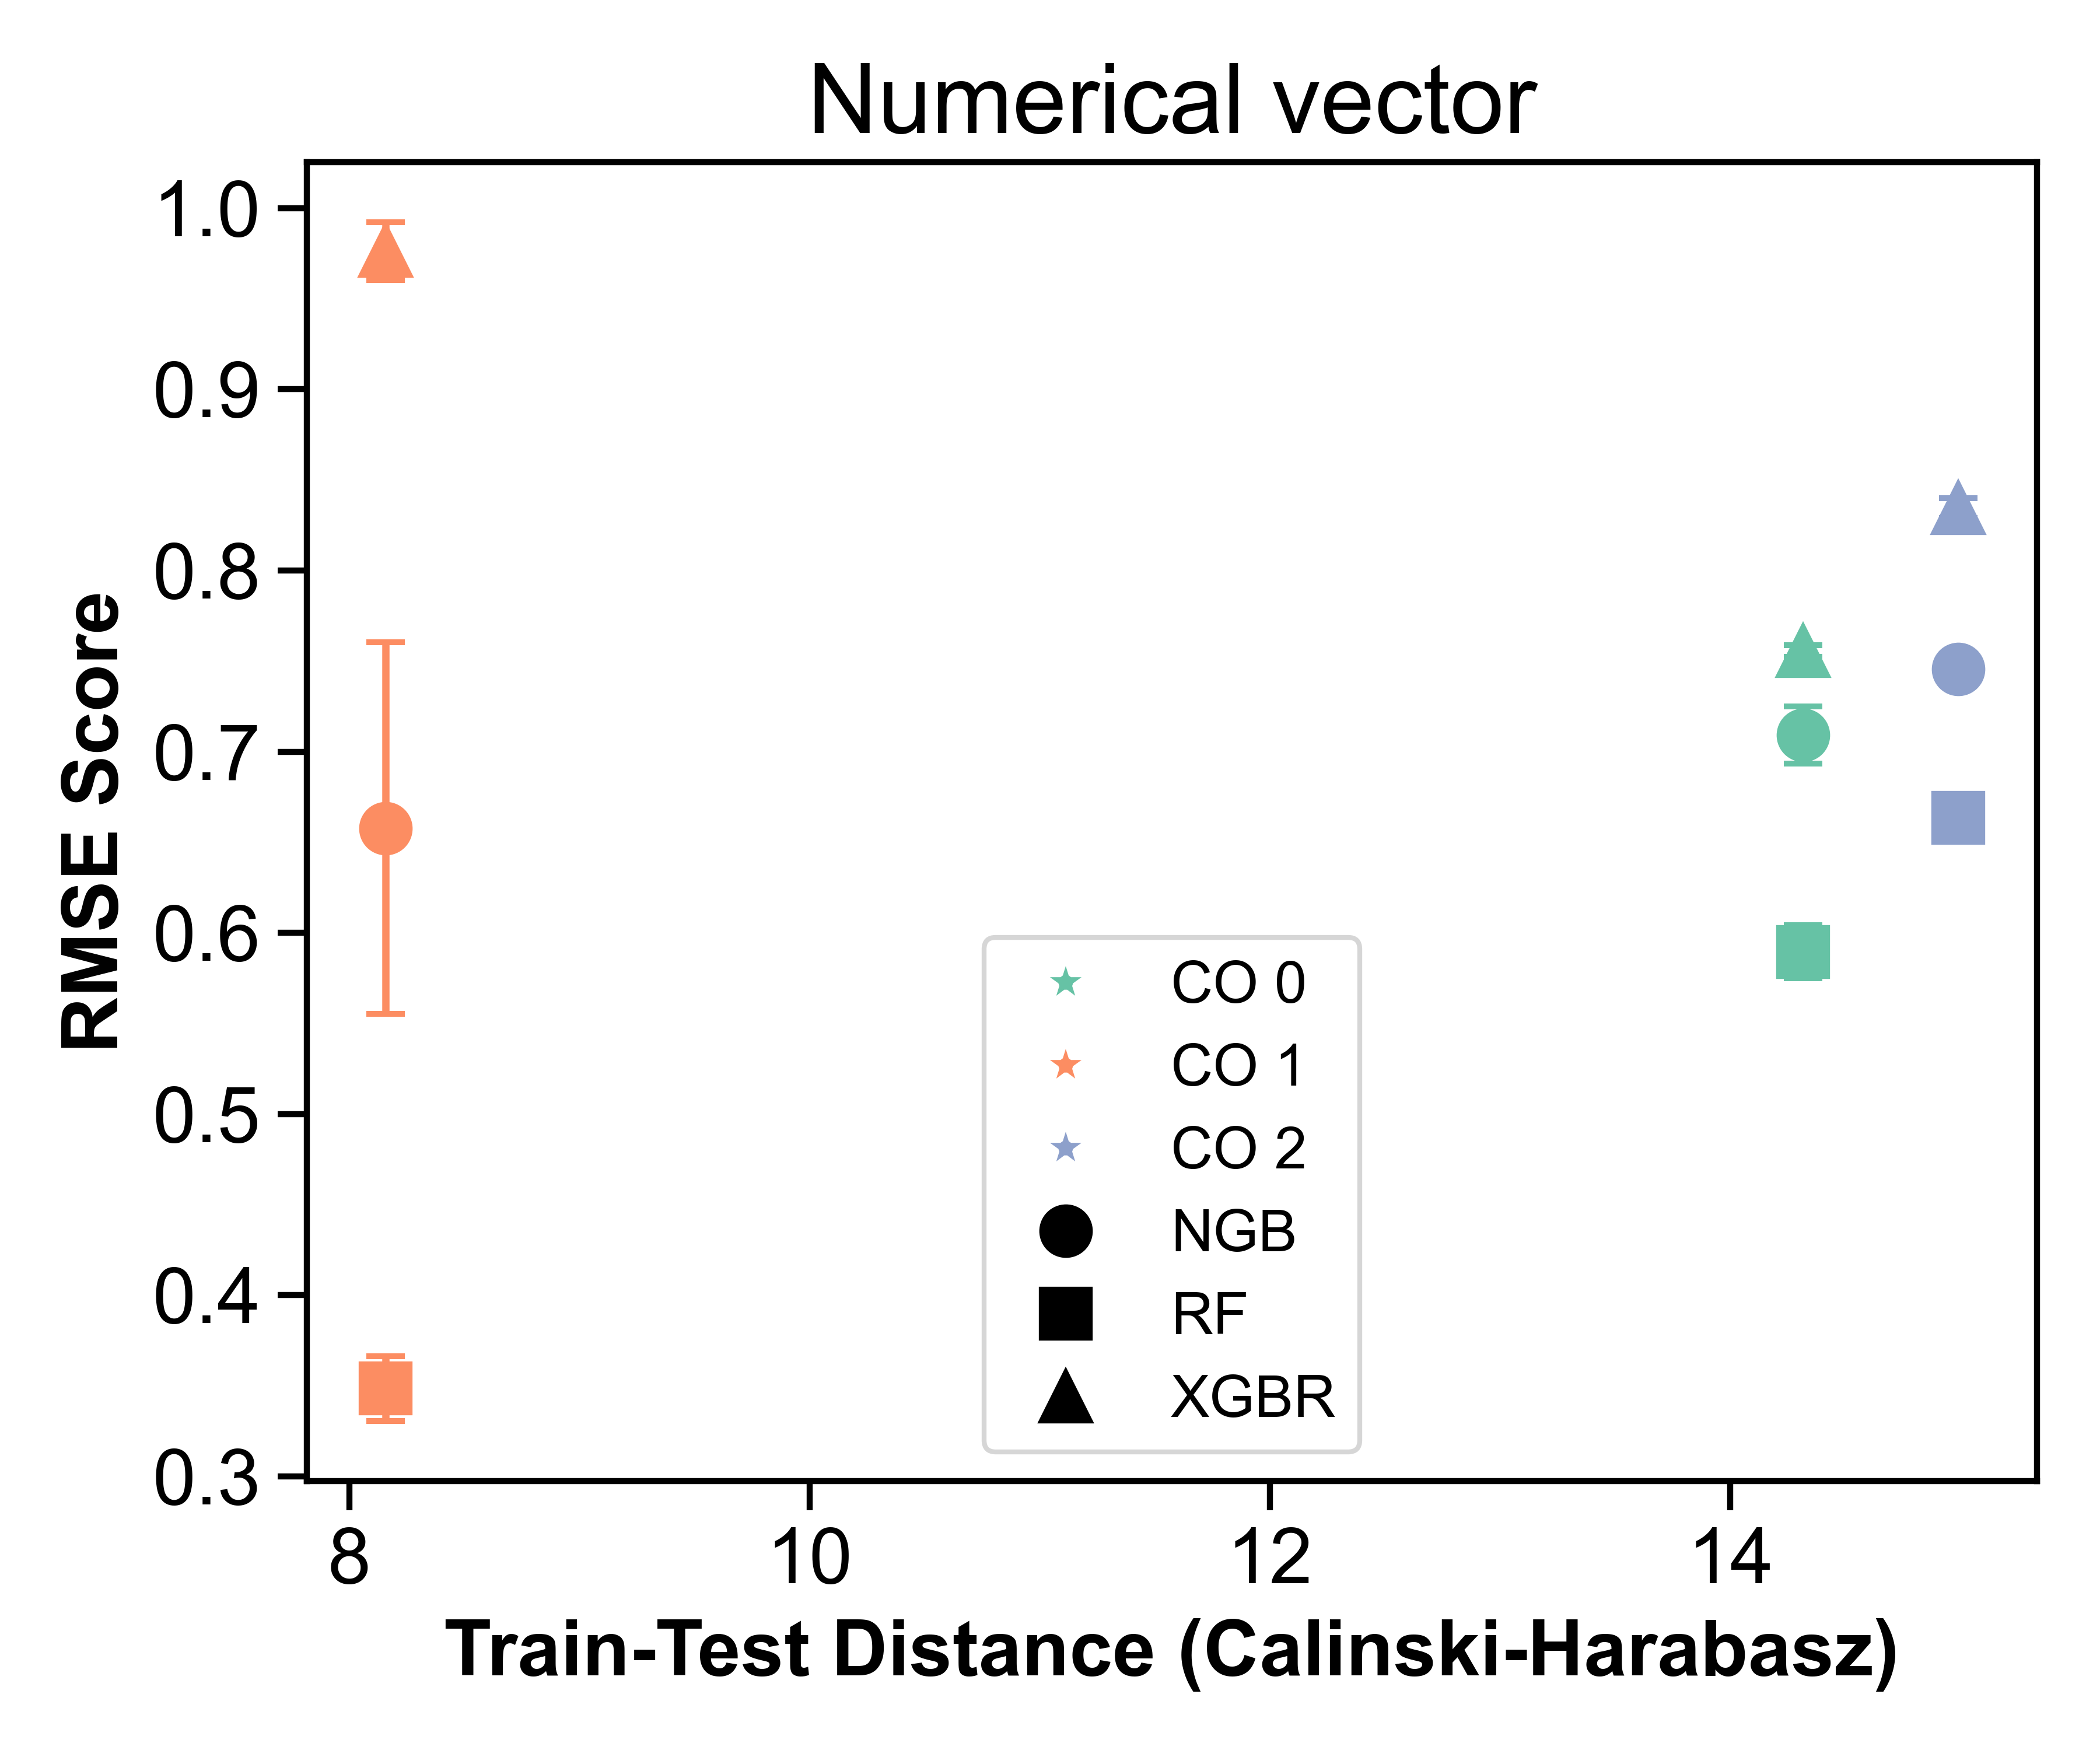 Numerical vector
1.0
0.9
0.8
0.7
0.6
0.5
0.4
0.3
RMSE Score
CO 0
CO 1
CO 2
NGB
RF
XGBR
8 10 12 14
Train-Test Distance (Calinski-Harabasz)